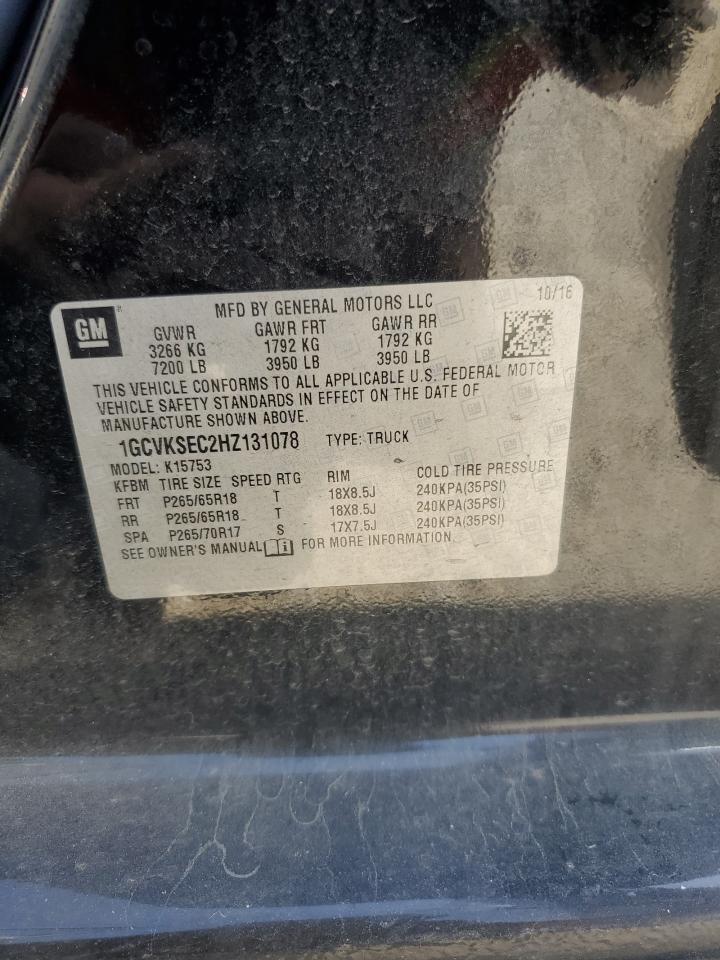 GM
MFD BY GENERAL MOTORS LLC
10/16
GVWR GAWR FRT GAWR RR
3266 KG 1792 KG 1792 KG
7200 LB 3950 LB 3950 LB
THIS VEHICLE CONFORMS TO ALL APPLICABLE U.S. FEDERAL MOTOR
VEHICLE SAFETY STANDARDS IN EFFECT ON THE DATE OF
MANUFACTURE SHOWN ABOVE.
1GCVKSEC2HZ131078 TYPE: TRUCK
MODEL: K15753
KFBM TIRE SIZE SPEED RTG RIM COLD TIRE PRESSURE
FRT P265/65R18 T 18X8.5J 240KPA(35PSI)
RR P265/65R18 T 18X8.5J 240KPA(35PSI)
SPA P265/70R17 S 17X7.5J 240KPA(35PSI)
SEE OWNER'S MANUAL i FOR MORE INFORMATION.